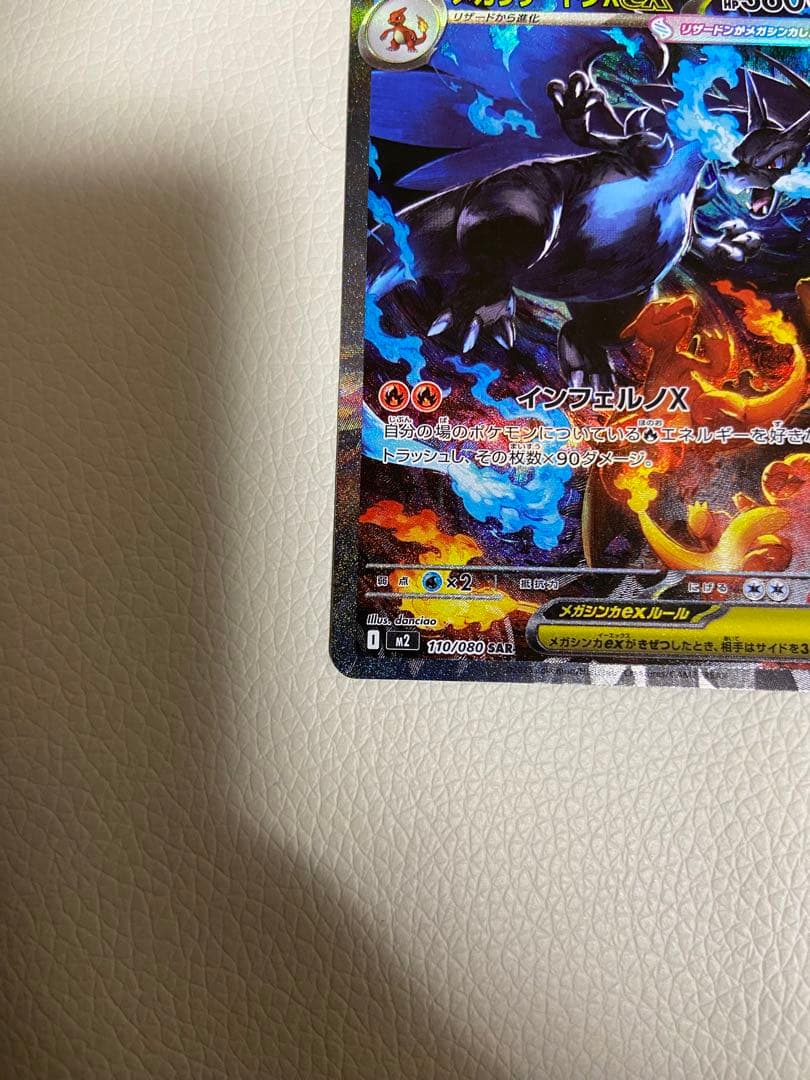 リザードから進化
ex
HP 380
リザードンがメガシンカし
インフェルノX
自分の場のポケモンについている エネルギーを好き
トラッシュし、その枚数×90ダメージ。
弱点 ×2 抵抗力 にげる
Illus. danciao
メガシンカexルール
I M2 110/080 SAR
メガシンカexがきぜつしたとき、相手はサイドを3